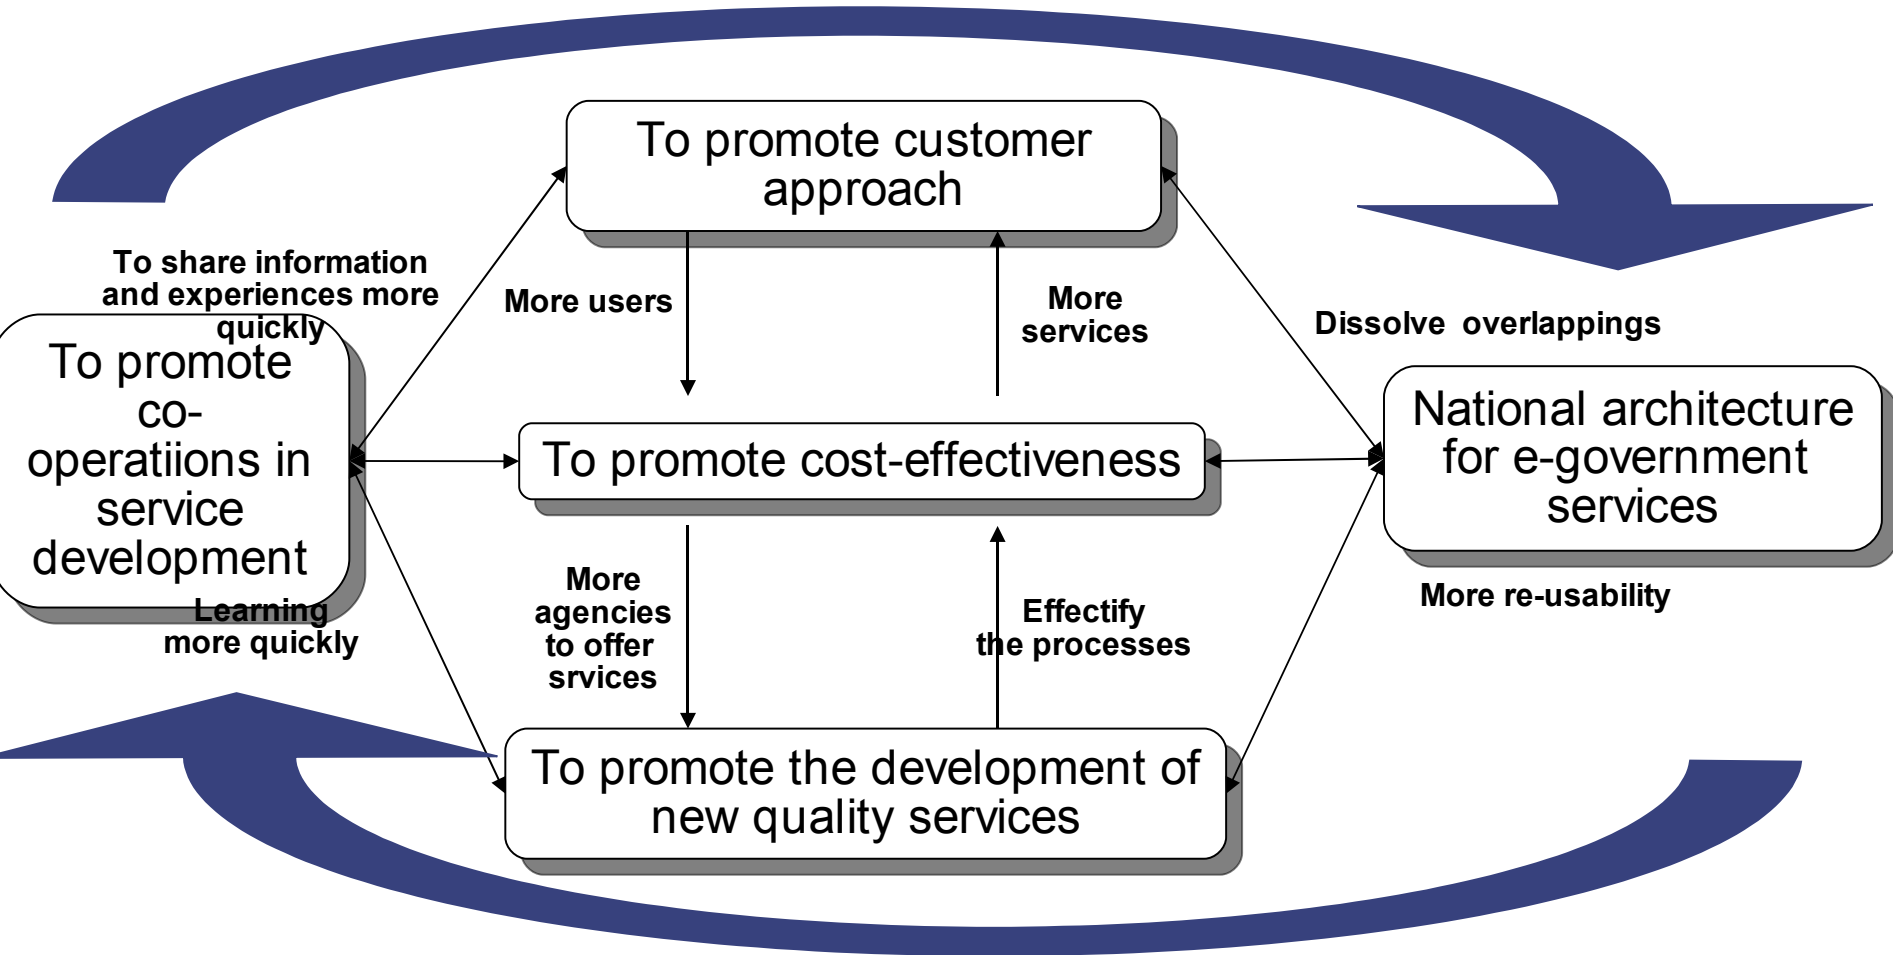 To promote customer
approach
To share information
and experiences more
quickly
More users
More
services
Dissolve overlappings
To promote
co-
operatiions in
service
development
To promote cost-effectiveness
National architecture
for e-government
services
Learning
more quickly
More
agencies
to offer
srvices
Effectify
the processes
More re-usability
To promote the development of
new quality services